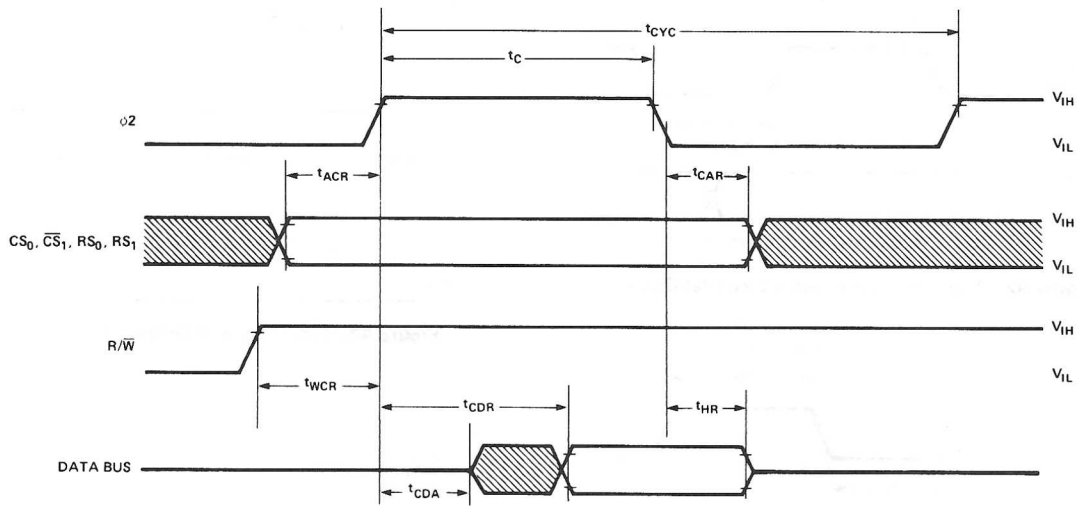 tCYC
tC
φ2
VIH
VIL
tACR
tCAR
CS0, C̅S̅1, RS0, RS1
VIH
VIL
R/W̅
VIH
VIL
tWCR
tCDR
tHR
DATA BUS
tCDA